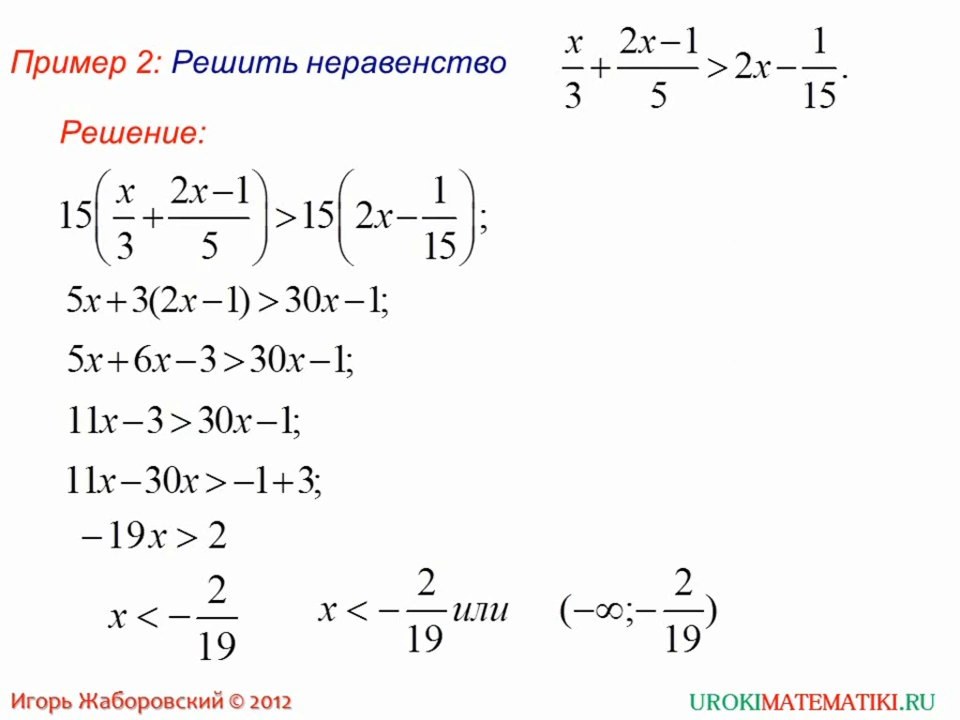 Пример 2: Решить неравенство x/3 + (2x−1)/5 > 2x − 1/15.
Решение:
15(x/3 + (2x−1)/5) > 15(2x − 1/15);
5x+3(2x−1)>30x−1;
5x+6x−3>30x−1;
11x−3>30x−1;
11x−30x>−1+3;
−19x > 2
x < −2/19    x < −2/19 или    (−∞;−2/19)
Игорь Жаборовский © 2012    UROKIMATEMATIKI.RU